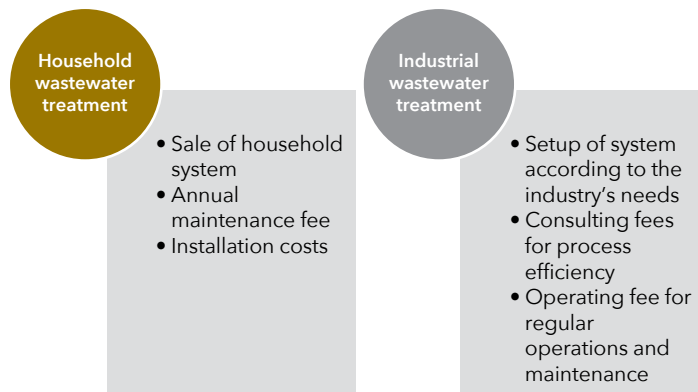 Household
wastewater
treatment
• Sale of household
system
• Annual
maintenance fee
• Installation costs
Industrial
wastewater
treatment
• Setup of system
according to the
industry's needs
• Consulting fees
for process
efficiency
• Operating fee for
regular
operations and
maintenance